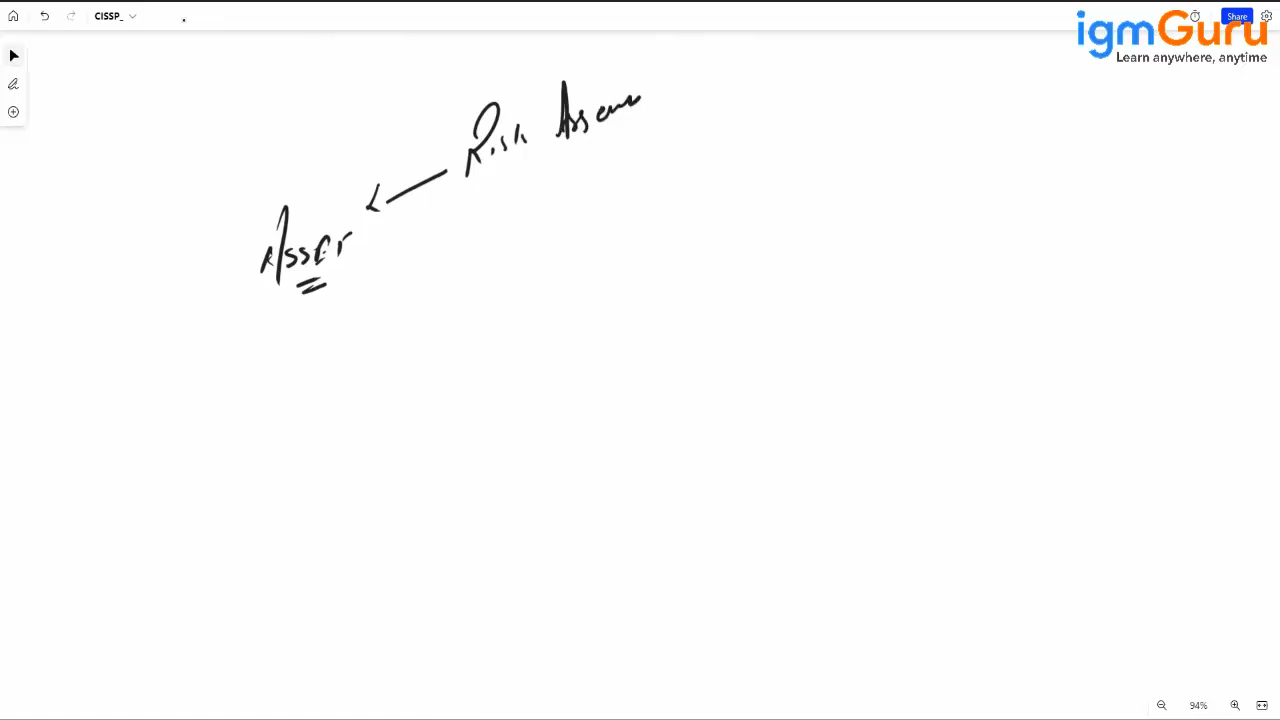 CISSP_
Share
igmGuru
Learn anywhere, anytime
Risk
Asset
94%